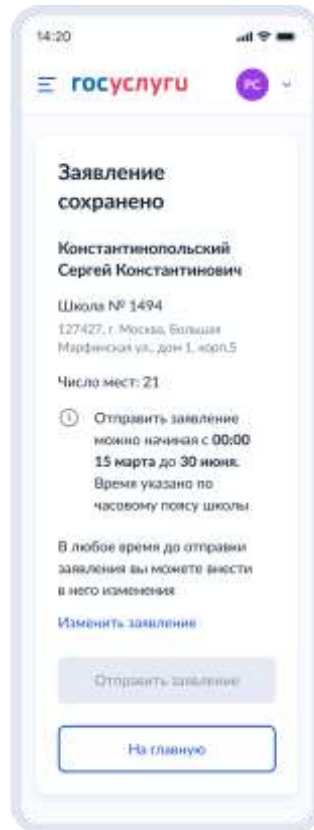 14:20
госуслуги
РС
Заявление
сохранено
Константинопольский
Сергей Константинович
Школа № 1494
127427, г. Москва, Большая
Марфинская ул., дом 1, корп.5
Число мест: 21
Отправить заявление
можно начиная с 00:00
15 марта до 30 июня.
Время указано по
часовому поясу школы
В любое время до отправки
заявления вы можете внести
в него изменения
Изменить заявление
Отправить заявление
На главную